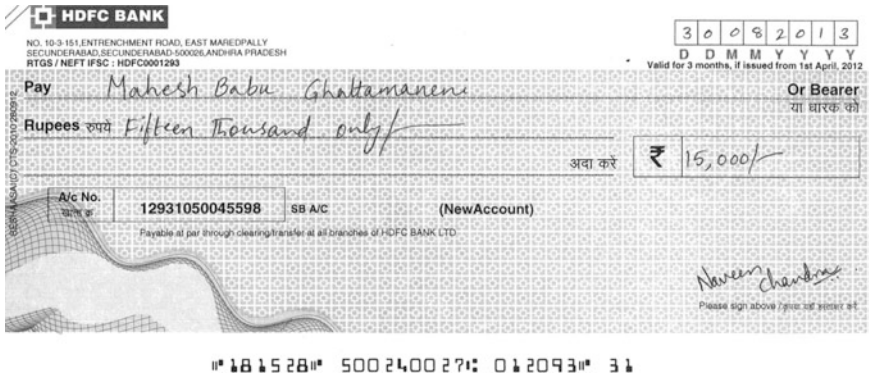 HDFC BANK
NO. 10-3-151,ENTRENCHMENT ROAD, EAST MAREDPALLY
SECUNDERABAD,SECUNDERABAD-500026,ANDHRA PRADESH
RTGS / NEFT IFSC : HDFC0001293
3 0 0 8 2 0 1 3
D D M M Y Y Y Y
Valid for 3 months, if issued from 1st April, 2012
Pay Mahesh Babu Ghattamaneni Or Bearer
या धारक को
Rupees रुपये Fifteen Thousand only/—
अदा करें ₹ 15,000/—
A/c No.
12931050045598 SB A/C (NewAccount)
Payable at par through clearing/transfer at all branches of HDFC BANK LTD
Naveen Chandra
Please sign above /
⑈181528⑈ 500240027⑆ 012093⑈ 31